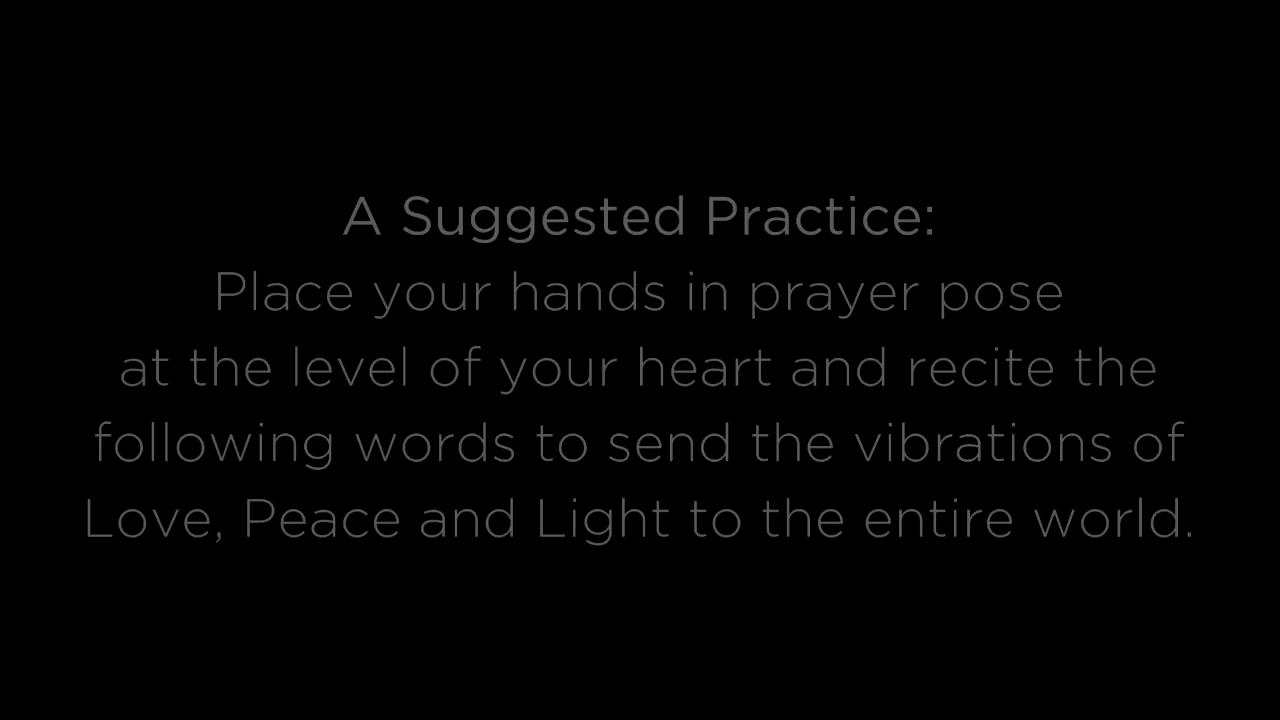 A Suggested Practice:
Place your hands in prayer pose
at the level of your heart and recite the
following words to send the vibrations of
Love, Peace and Light to the entire world.